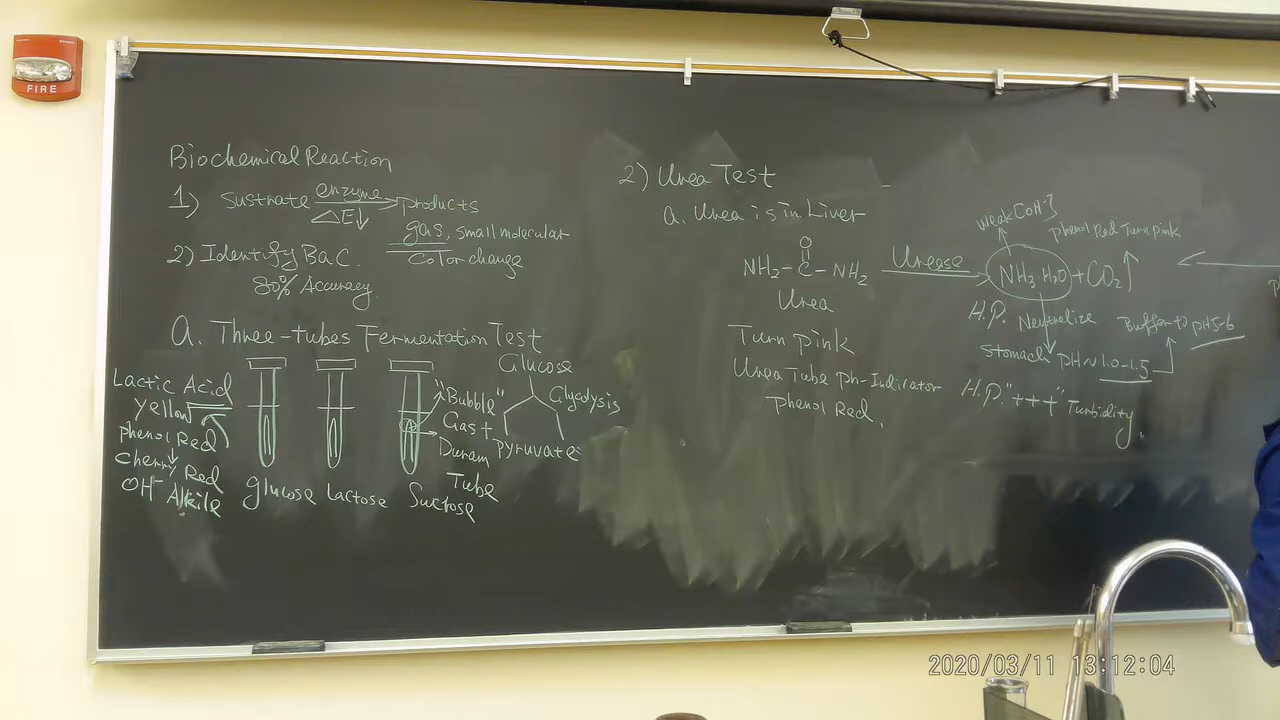 FIRE
Biochemical Reaction
1) Sustrate enzyme products
△E↓ gas, small molecular
color change
2) Identify Bac.
80% Accuracy
a. Three-tubes Fermentation Test
Lactic Acid
yellow
phenol Red
cherry Red
OH⁻ Alkile
glucose Lactose Suctose
"Bubble"
Gas +
Duram
Tube
Glucose
Glycolysis
pyruvate
2) Urea Test
a. Urea is in Liver
O
NH₂-C-NH₂ Urease NH₃·H₂O + CO₂↑
Urea
weak [OH⁻]
phenol Red Turn pink
Turn pink
Urea Tube ph-Indicator
phenol Red.
H.P. Neutralize Buffer to pH5-6
Stomach PH~1.0-1.5
H.P. "+++" Turbidity
2020/03/11 13:12:04